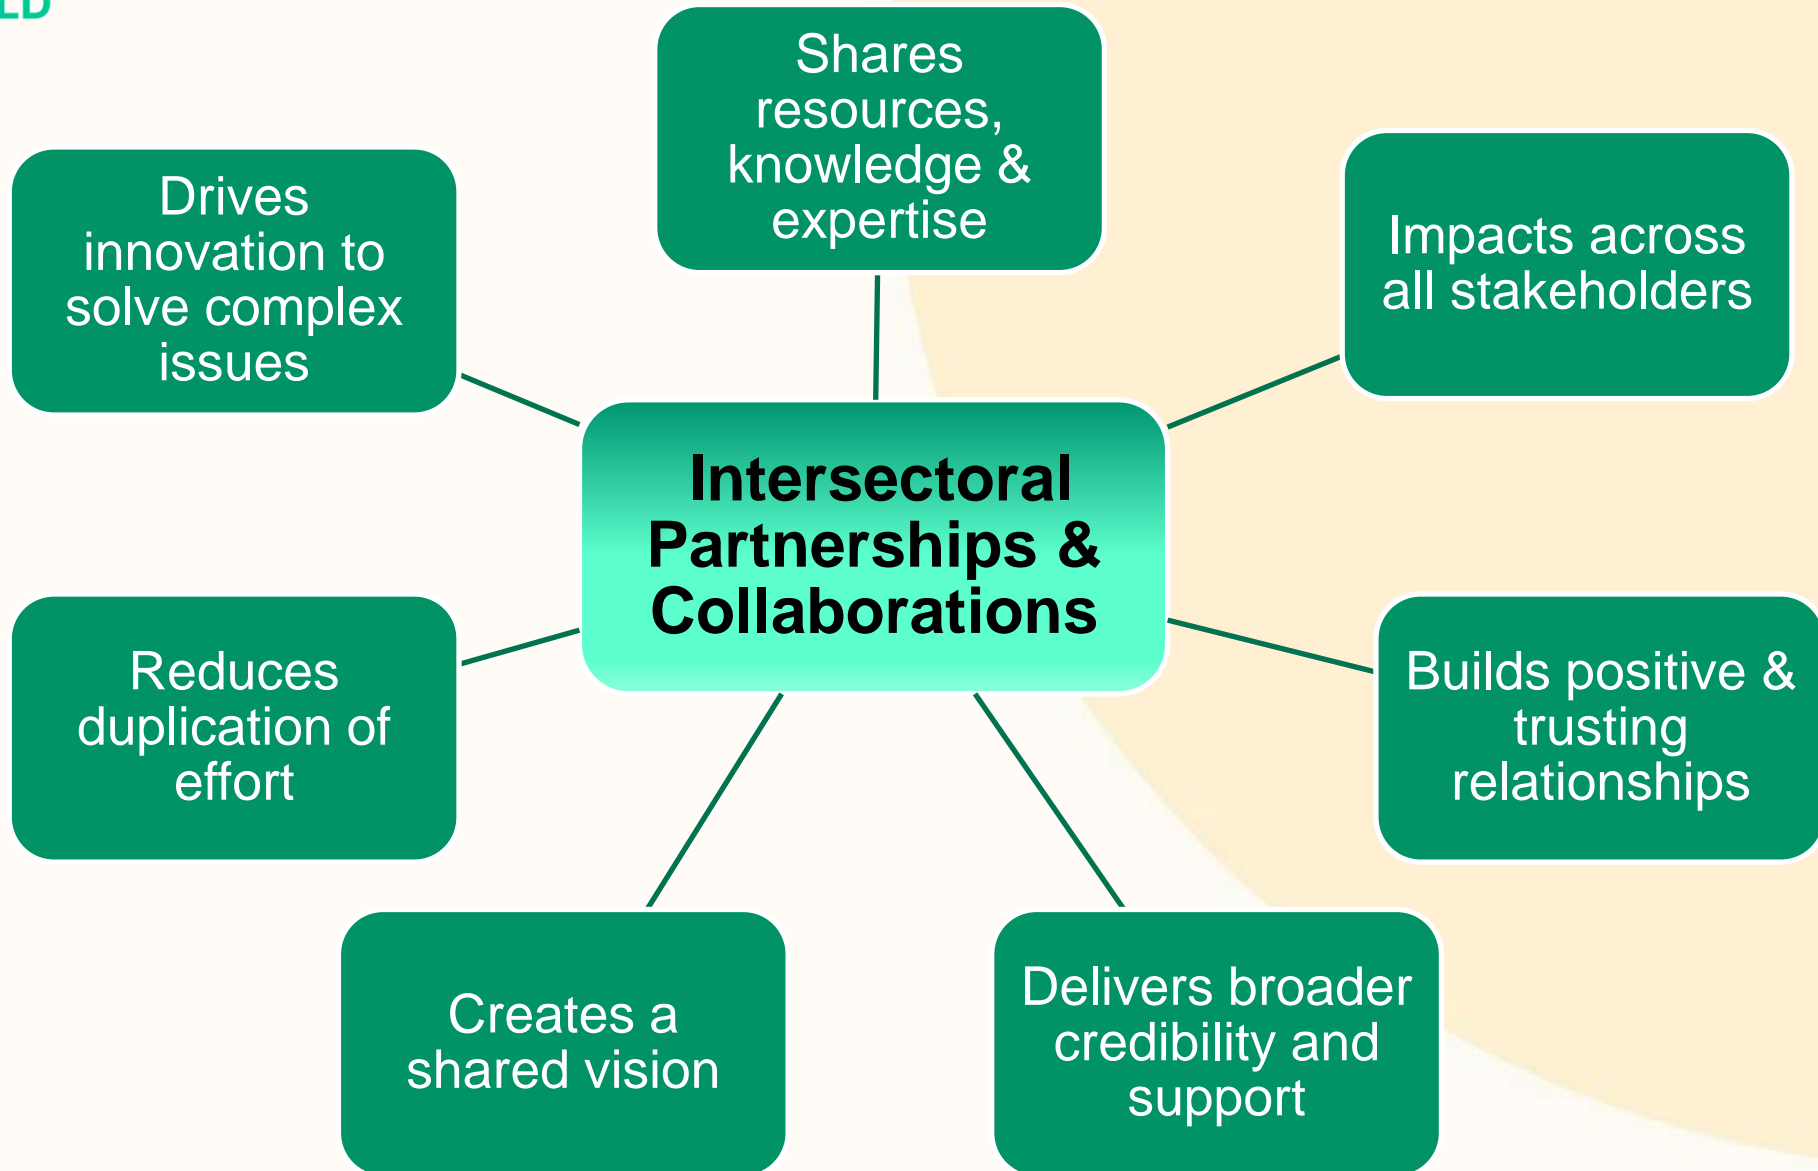 Shares
resources,
knowledge &
expertise
Drives
innovation to
solve complex
issues
Impacts across
all stakeholders
Intersectoral
Partnerships &
Collaborations
Reduces
duplication of
effort
Builds positive &
trusting
relationships
Creates a
shared vision
Delivers broader
credibility and
support